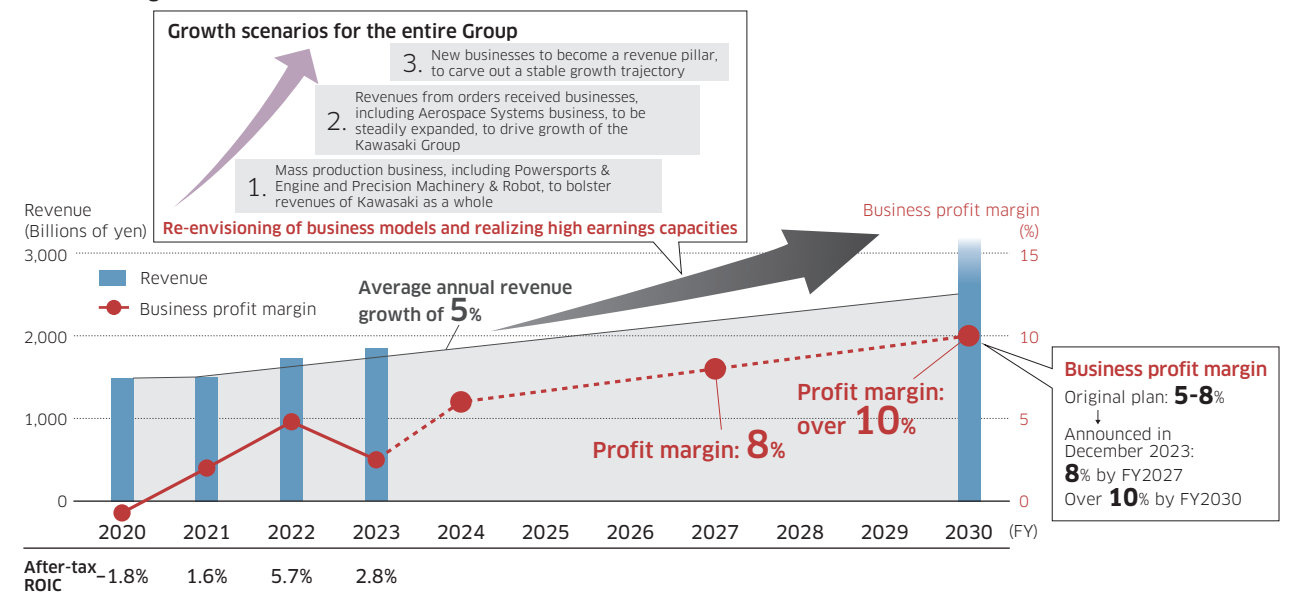 Growth scenarios for the entire Group
3. New businesses to become a revenue pillar,
to carve out a stable growth trajectory
2. Revenues from orders received businesses,
including Aerospace Systems business, to be
steadily expanded, to drive growth of the
Kawasaki Group
1. Mass production business, including Powersports &
Engine and Precision Machinery & Robot, to bolster
revenues of Kawasaki as a whole
Re-envisioning of business models and realizing high earnings capacities
Revenue
(Billions of yen)
Business profit margin
(%)
3,000
2,000
1,000
0
15
10
5
0
Revenue
Business profit margin
Average annual revenue
growth of 5%
Profit margin: 8%
Profit margin:
over 10%
Business profit margin
Original plan: 5-8%
↓
Announced in
December 2023:
8% by FY2027
Over 10% by FY2030
2020 2021 2022 2023 2024 2025 2026 2027 2028 2029 2030 (FY)
After-tax
ROIC
−1.8% 1.6% 5.7% 2.8%